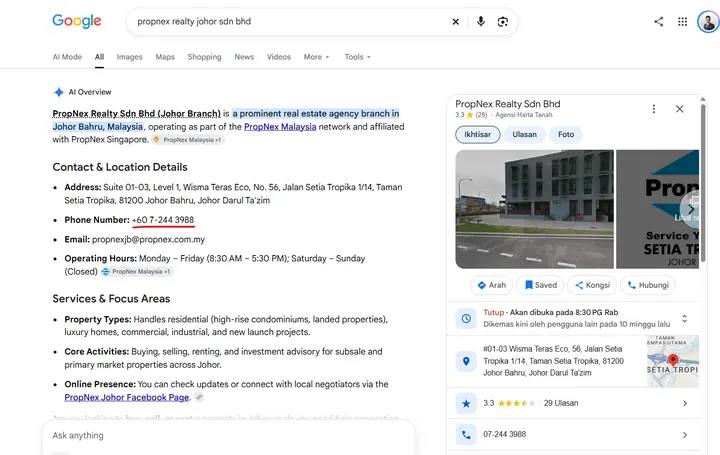 Google
propnex realty johor sdn bhd
AI Mode All Images Maps Shopping News Videos More Tools
AI Overview
PropNex Realty Sdn Bhd (Johor Branch) is a prominent real estate agency branch in
Johor Bahru, Malaysia, operating as part of the PropNex Malaysia network and affiliated
with PropNex Singapore. PropNex Malaysia +1
Contact & Location Details
• Address: Suite 01-03, Level 1, Wisma Teras Eco, No. 56, Jalan Setia Tropika 1/14, Taman
Setia Tropika, 81200 Johor Bahru, Johor Darul Ta'zim
• Phone Number: +60 7-244 3988
• Email: propnexjb@propnex.com.my
• Operating Hours: Monday – Friday (8:30 AM – 5:30 PM); Saturday – Sunday
(Closed) PropNex Malaysia +1
Services & Focus Areas
• Property Types: Handles residential (high-rise condominiums, landed properties),
luxury homes, commercial, industrial, and new launch projects.
• Core Activities: Buying, selling, renting, and investment advisory for subsale and
primary market properties across Johor.
• Online Presence: You can check updates or connect with local negotiators via the
PropNex Johor Facebook Page.
Ask anything
PropNex Realty Sdn Bhd
3.3 ★ (29) · Agensi Harta Tanah
Ikhtisar Ulasan Foto
Prop
Lihat
Service Y
SETIA TROPI
JOHOR
Arah Saved Kongsi Hubungi
Tutup · Akan dibuka pada 8:30 PG Rab
Dikemas kini oleh pengguna lain pada 10 minggu lalu
#01-03 Wisma Teras Eco, 56, Jalan Setia
Tropika 1/14, Taman Setia Tropika, 81200
Johor Bahru, Johor Darul Ta'zim
TAMAN
SETIA TROPI
3.3 29 Ulasan
07-244 3988